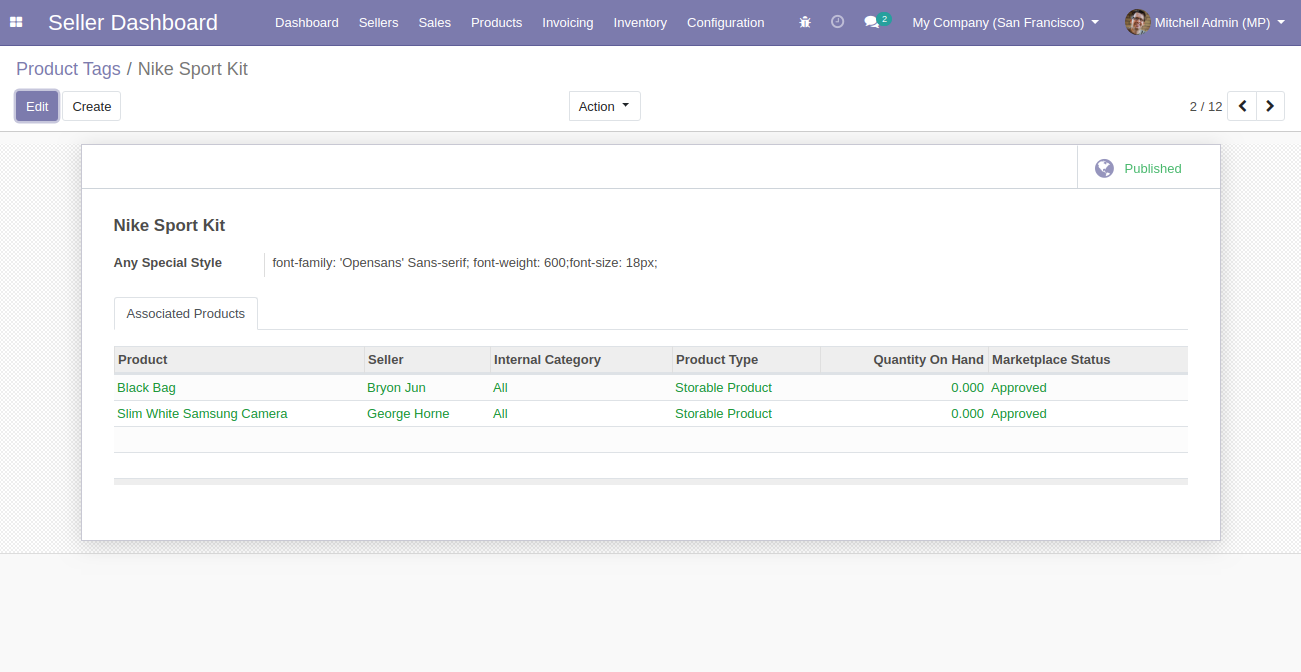 Seller Dashboard Dashboard Sellers Sales Products Invoicing Inventory Configuration 2 My Company (San Francisco) Mitchell Admin (MP)
Product Tags / Nike Sport Kit
Edit Create Action 2 / 12
Published
Nike Sport Kit
Any Special Style font-family: 'Opensans' Sans-serif; font-weight: 600;font-size: 18px;
Associated Products
Product Seller Internal Category Product Type Quantity On Hand Marketplace Status
Black Bag Bryon Jun All Storable Product 0.000 Approved
Slim White Samsung Camera George Horne All Storable Product 0.000 Approved